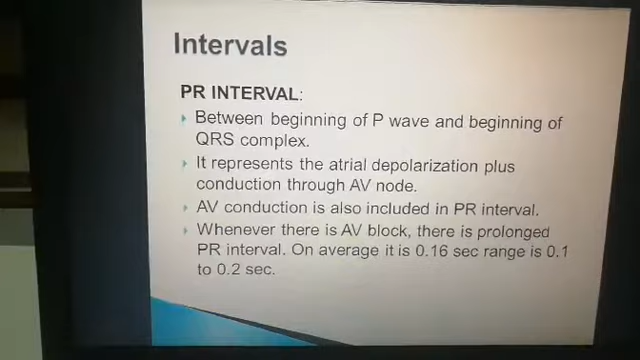 Intervals
PR INTERVAL:
Between beginning of P wave and beginning of
QRS complex.
It represents the atrial depolarization plus
conduction through AV node.
AV conduction is also included in PR interval.
Whenever there is AV block, there is prolonged
PR interval. On average it is 0.16 sec range is 0.1
to 0.2 sec.